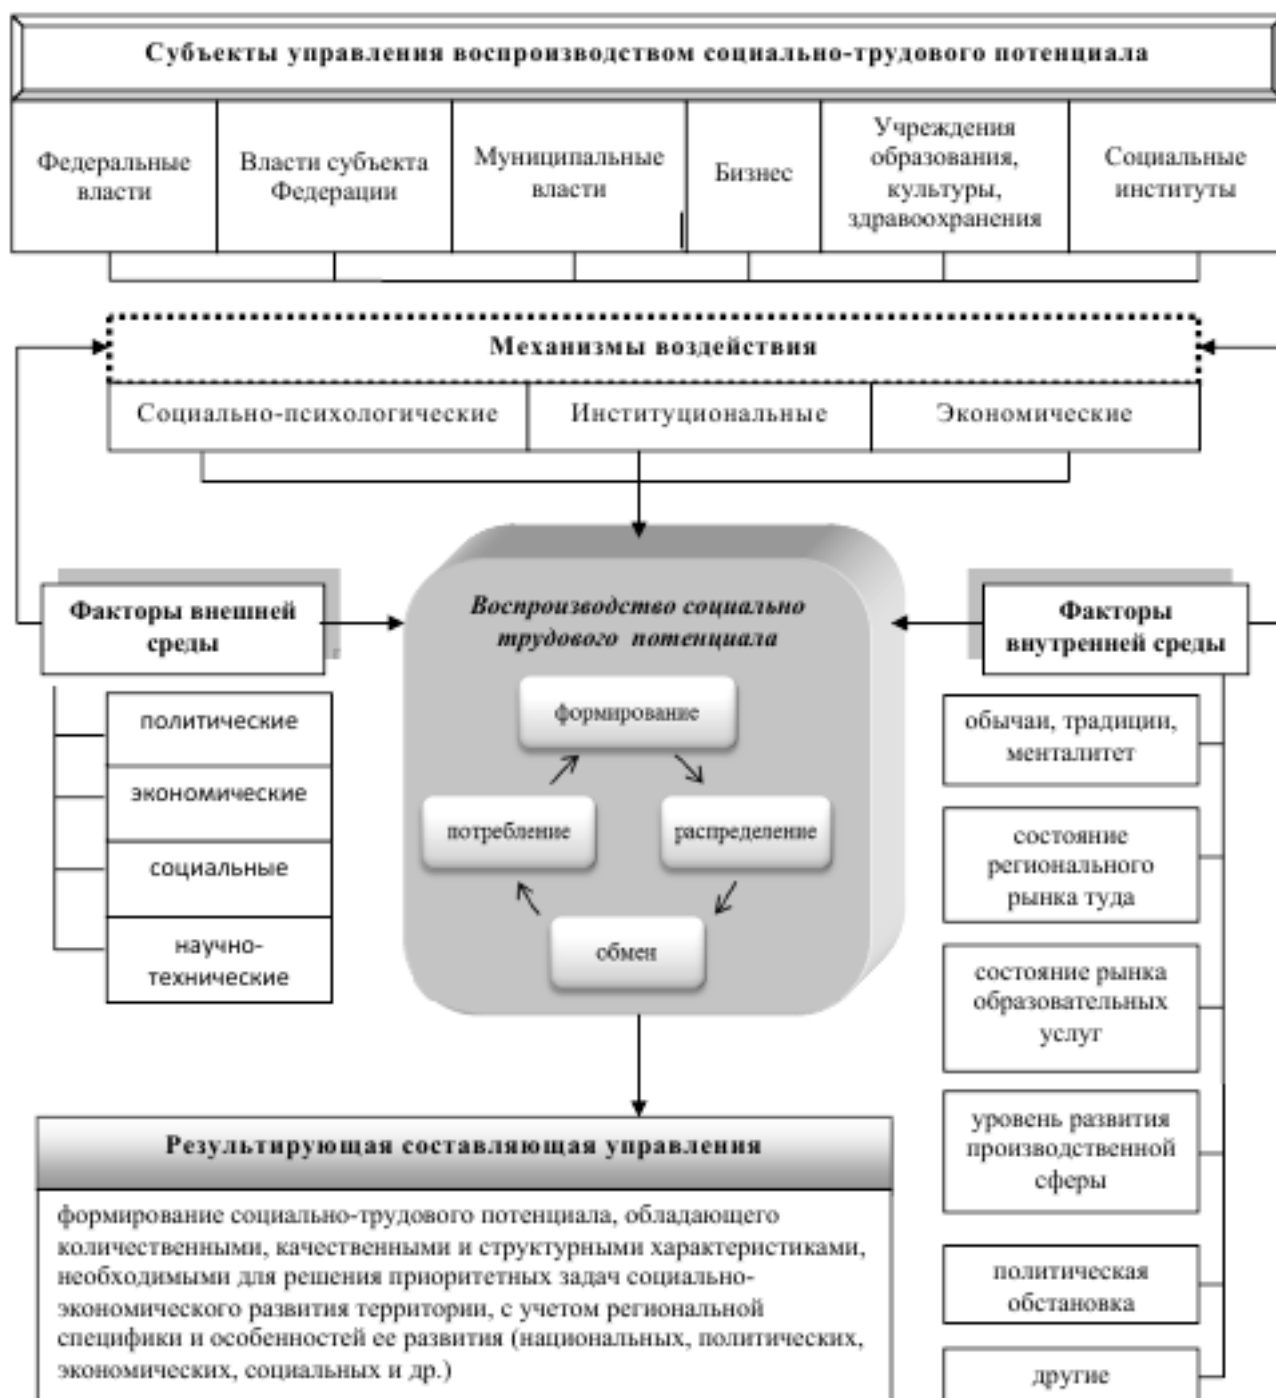 Субъекты управления воспроизводством социально-трудового потенциала
Федеральные
власти
Власти субъекта
Федерации
Муниципальные
власти
Бизнес
Учреждения
образования,
культуры,
здравоохранения
Социальные
институты
Механизмы воздействия
Социально-психологические
Институциональные
Экономические
Факторы внешней
среды
политические
экономические
социальные
научно-
технические
Воспроизводство социально
трудового потенциала
формирование
потребление
распределение
обмен
Факторы
внутренней среды
обычаи, традиции,
менталитет
состояние
регионального
рынка туда
состояние рынка
образовательных
услуг
уровень развития
производственной
сферы
политическая
обстановка
другие
Результирующая составляющая управления
формирование социально-трудового потенциала, обладающего
количественными, качественными и структурными характеристиками,
необходимыми для решения приоритетных задач социально-
экономического развития территории, с учетом региональной
специфики и особенностей ее развития (национальных, политических,
экономических, социальных и др.)